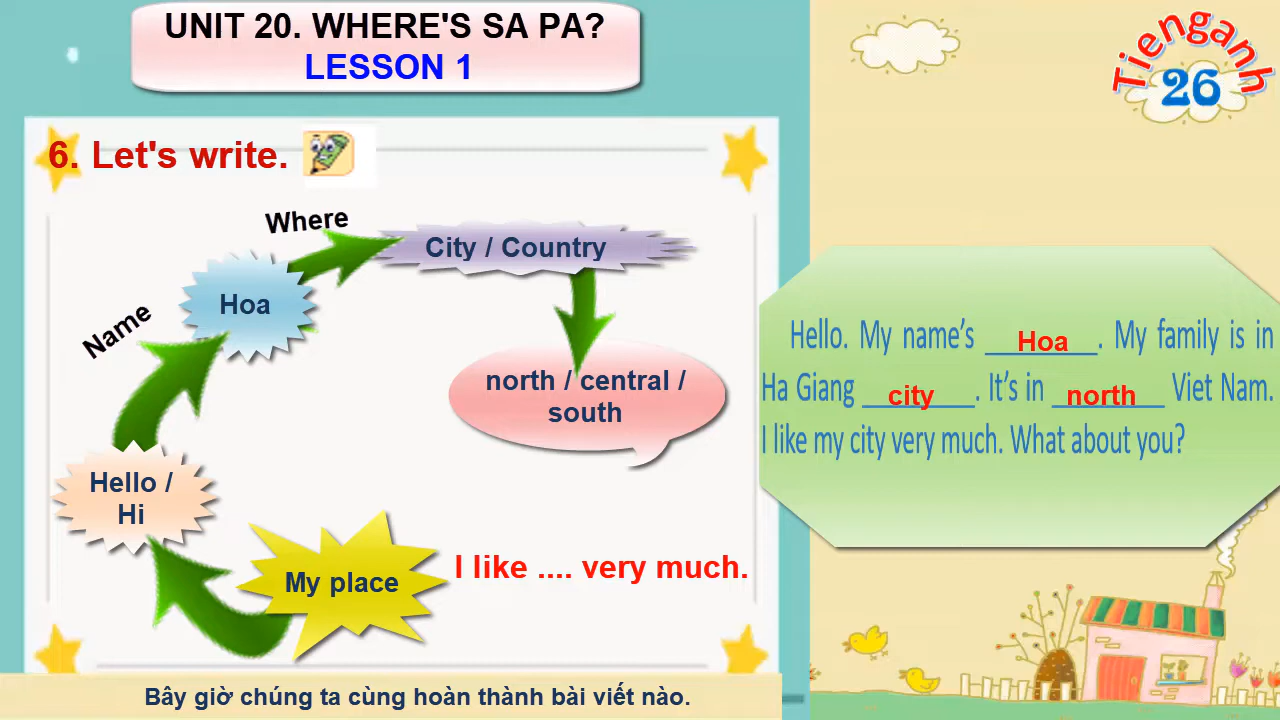 UNIT 20. WHERE'S SA PA?
LESSON 1
Tienganh
26
6. Let's write.
Where
City / Country
Name
Hoa
north / central /
south
Hello /
Hi
My place
I like .... very much.
Hello. My name's ________ Hoa. My family is in
Ha Giang ________ city. It's in ________ north Viet Nam.
I like my city very much. What about you?
Bây giờ chúng ta cùng hoàn thành bài viết nào.